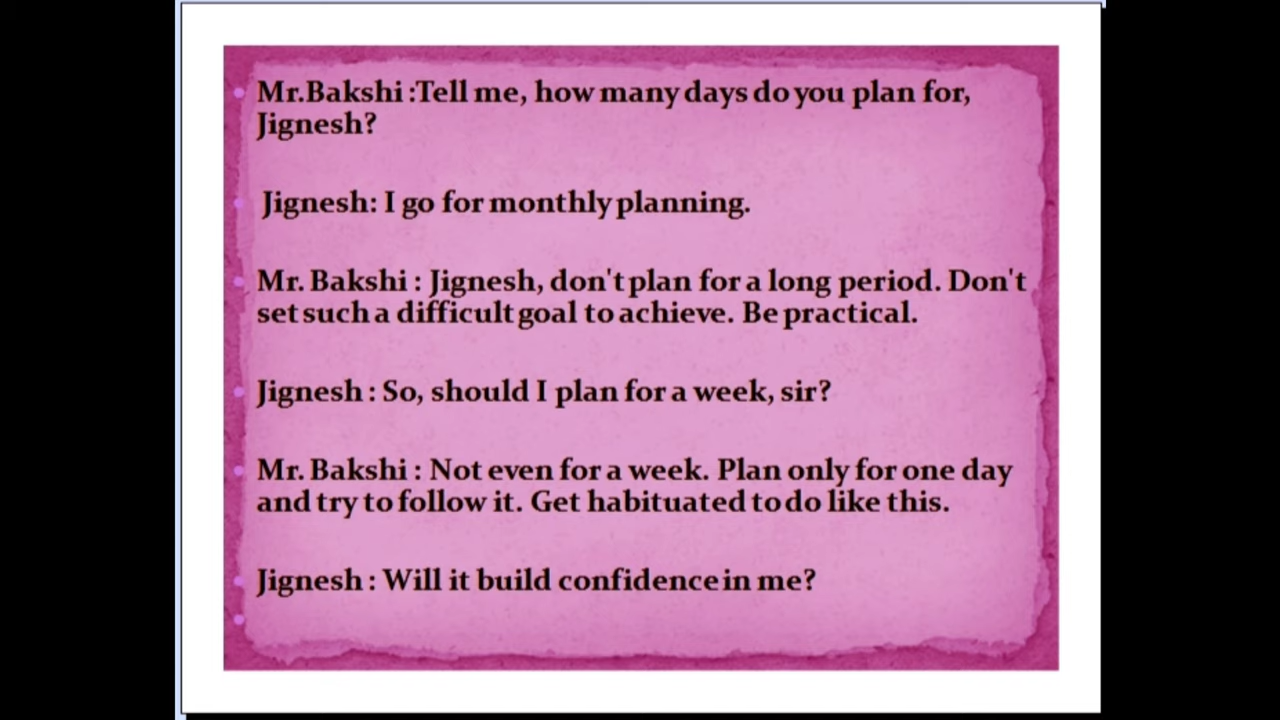 Mr.Bakshi :Tell me, how many days do you plan for,
Jignesh?
Jignesh: I go for monthly planning.
Mr. Bakshi : Jignesh, don't plan for a long period. Don't
set such a difficult goal to achieve. Be practical.
Jignesh : So, should I plan for a week, sir?
Mr. Bakshi : Not even for a week. Plan only for one day
and try to follow it. Get habituated to do like this.
Jignesh : Will it build confidence in me?